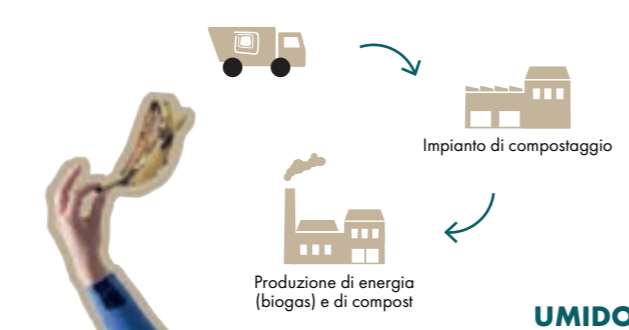 Impianto di compostaggio
Produzione di energia
(biogas) e di compost
UMIDO